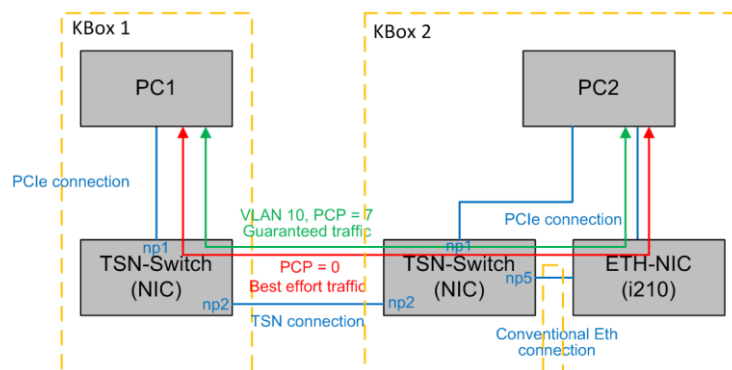 KBox 1
KBox 2
PC1
PC2
PCIe connection
VLAN 10, PCP = 7
Guaranteed traffic
PCIe connection
np1
np1
TSN-Switch
(NIC)
PCP = 0
Best effort traffic
TSN-Switch
(NIC)
np5
ETH-NIC
(i210)
np2
np2
TSN connection
Conventional Eth
connection